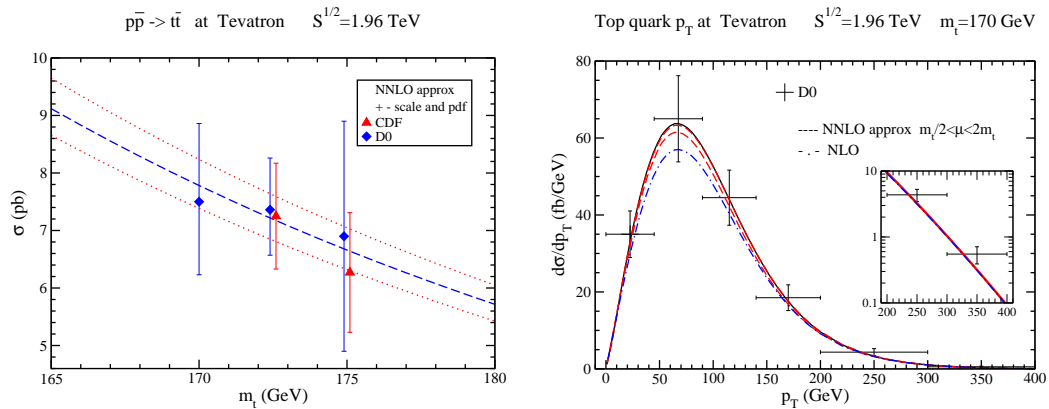 pp̄ -> tt̄ at Tevatron S^1/2=1.96 TeV
10
9
8
7
6
5
σ (pb)
NNLO approx
+ - scale and pdf
CDF
D0
165 170 175 180
m_t (GeV)
Top quark p_T at Tevatron S^1/2=1.96 TeV m_t=170 GeV
80
60
40
20
0
dσ/dp_T (fb/GeV)
D0
NNLO approx m_t/2<μ<2m_t
NLO
10
1
0.1
200 250 300 350 400
0 50 100 150 200 250 300 350 400
p_T (GeV)